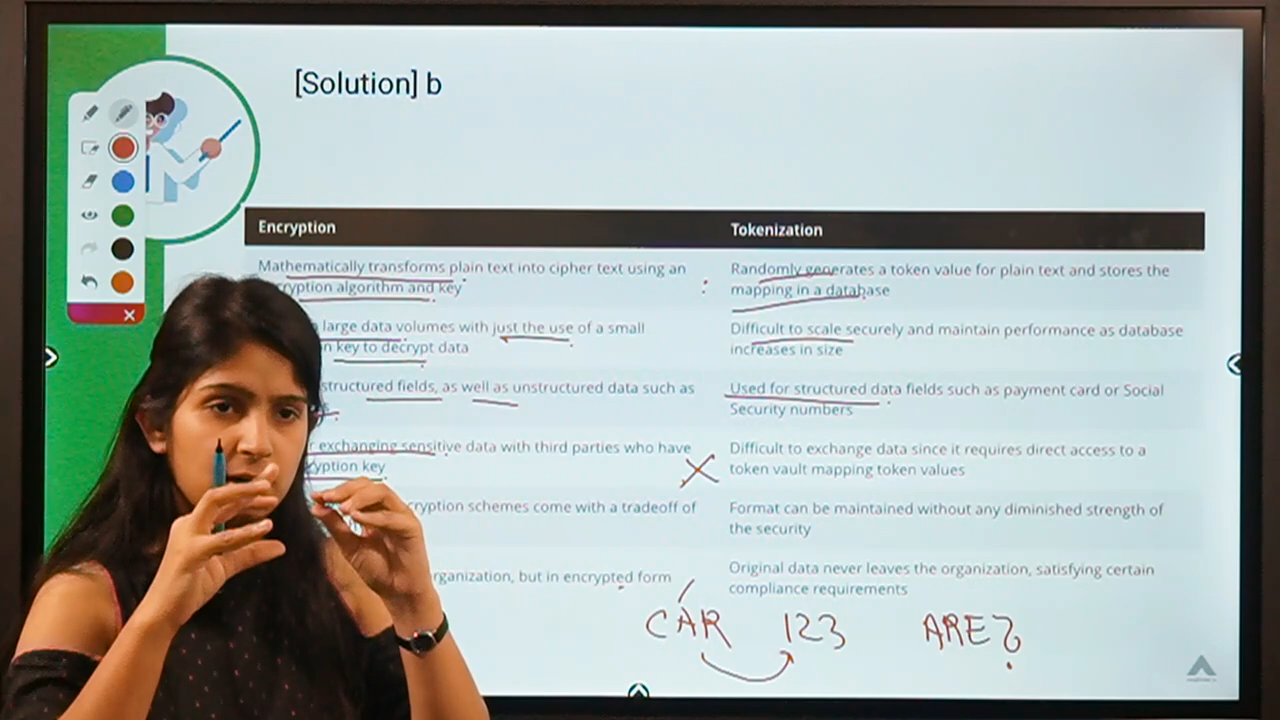 [Solution] b
Encryption
Tokenization
Mathematically transforms plain text into cipher text using an
encryption algorithm and key
Randomly generates a token value for plain text and stores the
mapping in a database
large data volumes with just the use of a small
key to decrypt data
Difficult to scale securely and maintain performance as database
increases in size
structured fields, as well as unstructured data such as
Used for structured data fields such as payment card or Social
Security numbers
exchanging sensitive data with third parties who have
key
Difficult to exchange data since it requires direct access to a
token vault mapping token values
schemes come with a tradeoff of
Format can be maintained without any diminished strength of
the security
but in encrypted form
Original data never leaves the organization, satisfying certain
compliance requirements
CAR 123 ARE?